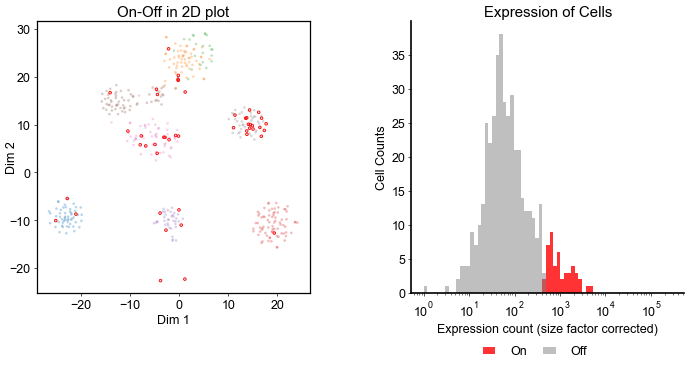 On-Off in 2D plot
30
20
10
0
−10
−20
−20 −10 0 10 20
Dim 1
Dim 2
Expression of Cells
35
30
25
20
15
10
5
0
10^0 10^1 10^2 10^3 10^4 10^5
Cell Counts
Expression count (size factor corrected)
On Off